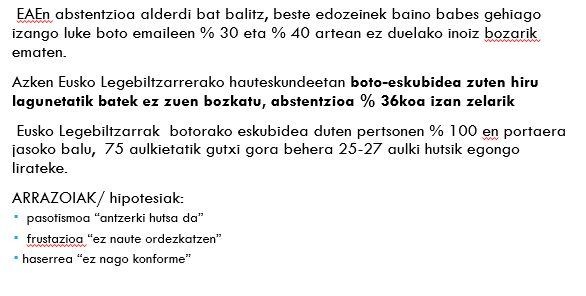 EAEn abstentzioa alderdi bat balitz, beste edozeinek baino babes gehiago
izango luke boto emaileen % 30 eta % 40 artean ez duelako inoiz bozarik
ematen.
Azken Eusko Legebiltzarrerako hauteskundeetan boto-eskubidea zuten hiru
lagunetatik batek ez zuen bozkatu, abstentzioa % 36koa izan zelarik
Eusko Legebiltzarrak botorako eskubidea duten pertsonen % 100 en portaera
jasoko balu, 75 aulkietatik gutxi gora behera 25-27 aulki hutsik egongo
lirateke.
ARRAZOIAK/ hipotesiak:
▪ pasotismoa “antzerki hutsa da”
▪ frustazioa “ez naute ordezkatzen”
▪ haserrea “ez nago konforme”